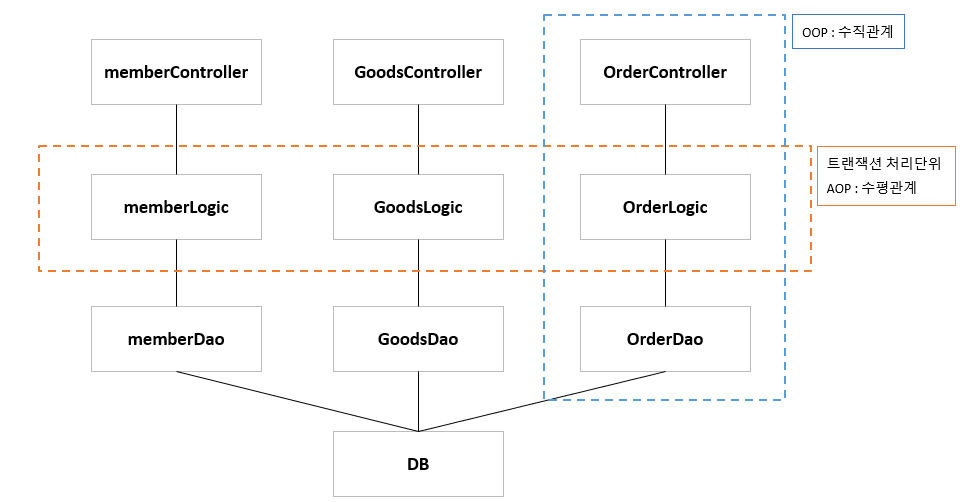 OOP : 수직관계
memberController
GoodsController
OrderController
트랜잭션 처리단위
AOP : 수평관계
memberLogic
GoodsLogic
OrderLogic
memberDao
GoodsDao
OrderDao
DB